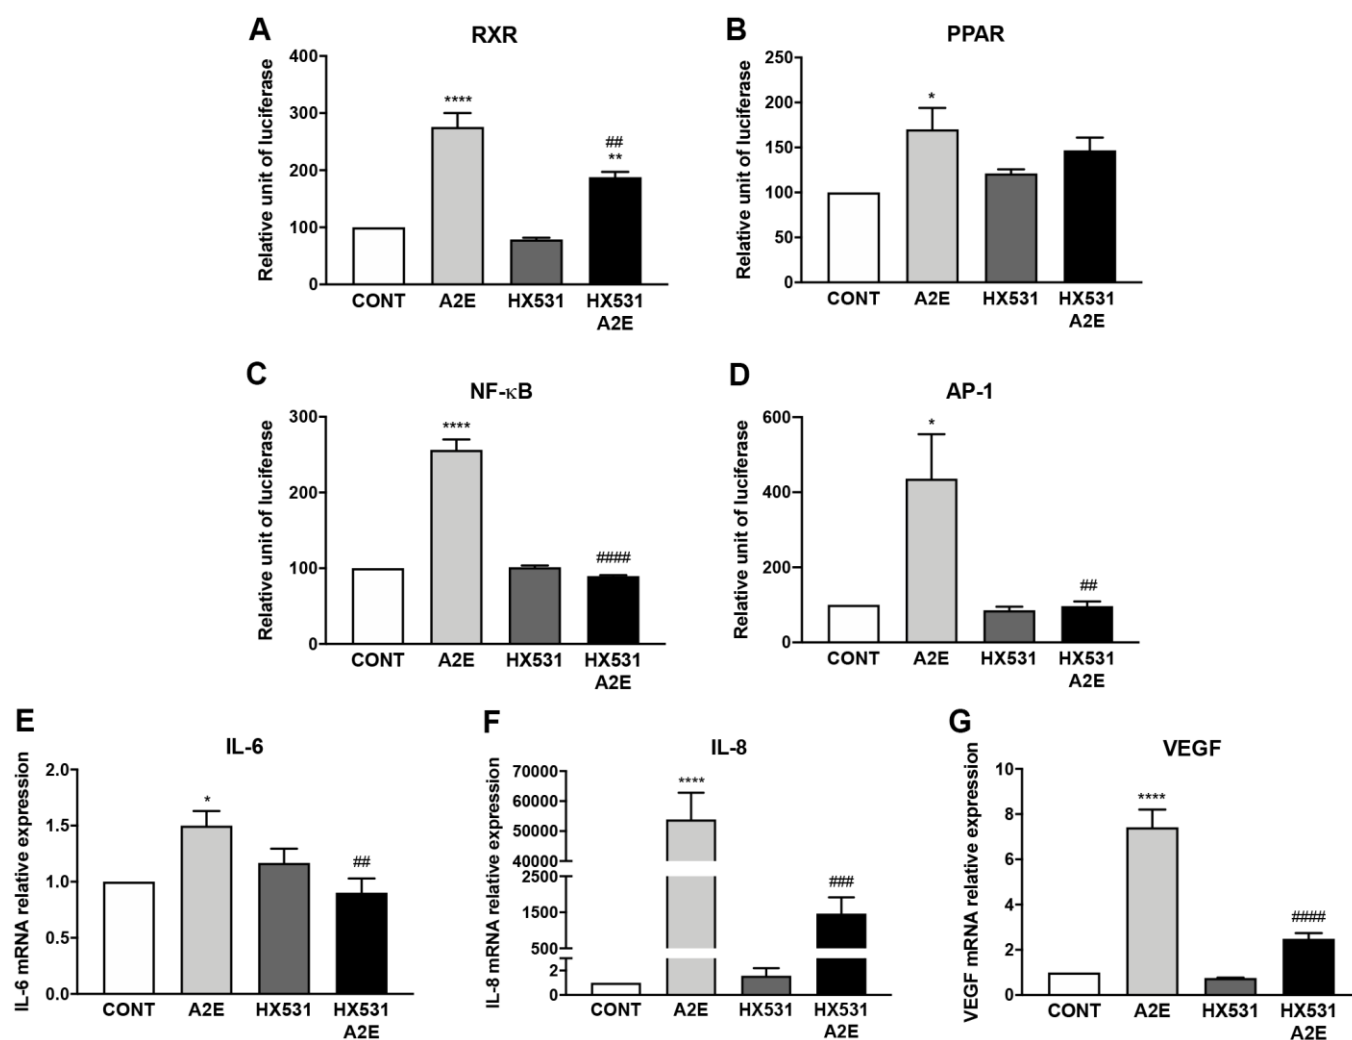 A
RXR
Relative unit of luciferase
400
300
200
100
0
****
##
**
CONT
A2E
HX531
HX531
A2E
B
PPAR
Relative unit of luciferase
250
200
150
100
50
0
*
CONT
A2E
HX531
HX531
A2E
C
NF-κB
Relative unit of luciferase
300
200
100
0
****
####
CONT
A2E
HX531
HX531
A2E
D
AP-1
Relative unit of luciferase
600
400
200
0
*
##
CONT
A2E
HX531
HX531
A2E
E
IL-6
IL-6 mRNA relative expression
2.0
1.5
1.0
0.5
0.0
*
##
CONT
A2E
HX531
HX531
A2E
F
IL-8
IL-8 mRNA relative expression
70000
60000
50000
40000
2500
1500
500
2
0
****
###
CONT
A2E
HX531
HX531
A2E
G
VEGF
VEGF mRNA relative expression
10
8
6
4
2
0
****
####
CONT
A2E
HX531
HX531
A2E